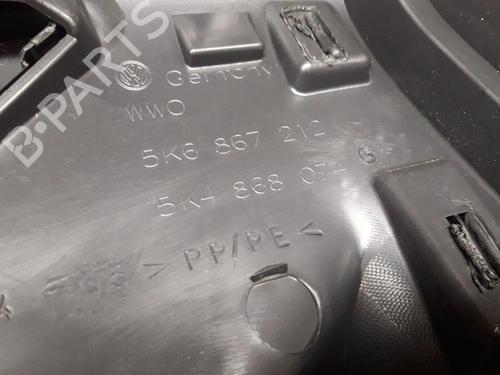 Germany
WWO
5K6 867 212
5K4 868 074 G
> PP/PE <
B-PARTS